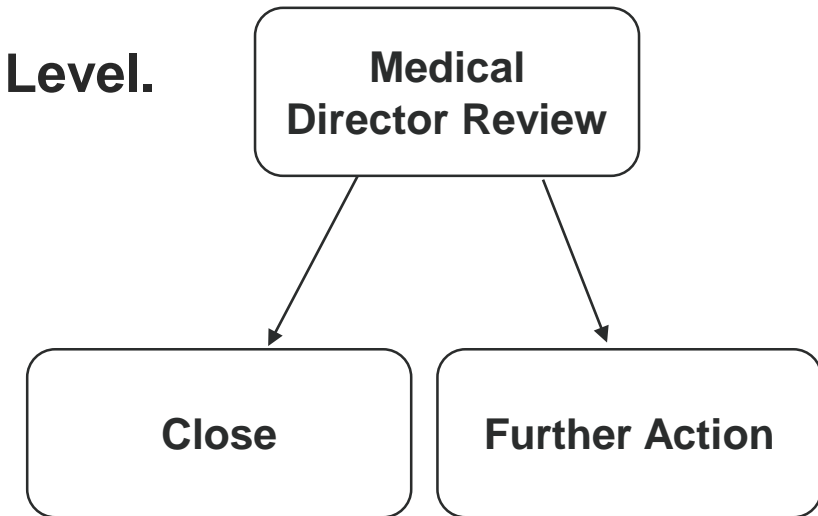 Level.
Medical
Director Review
Close
Further Action